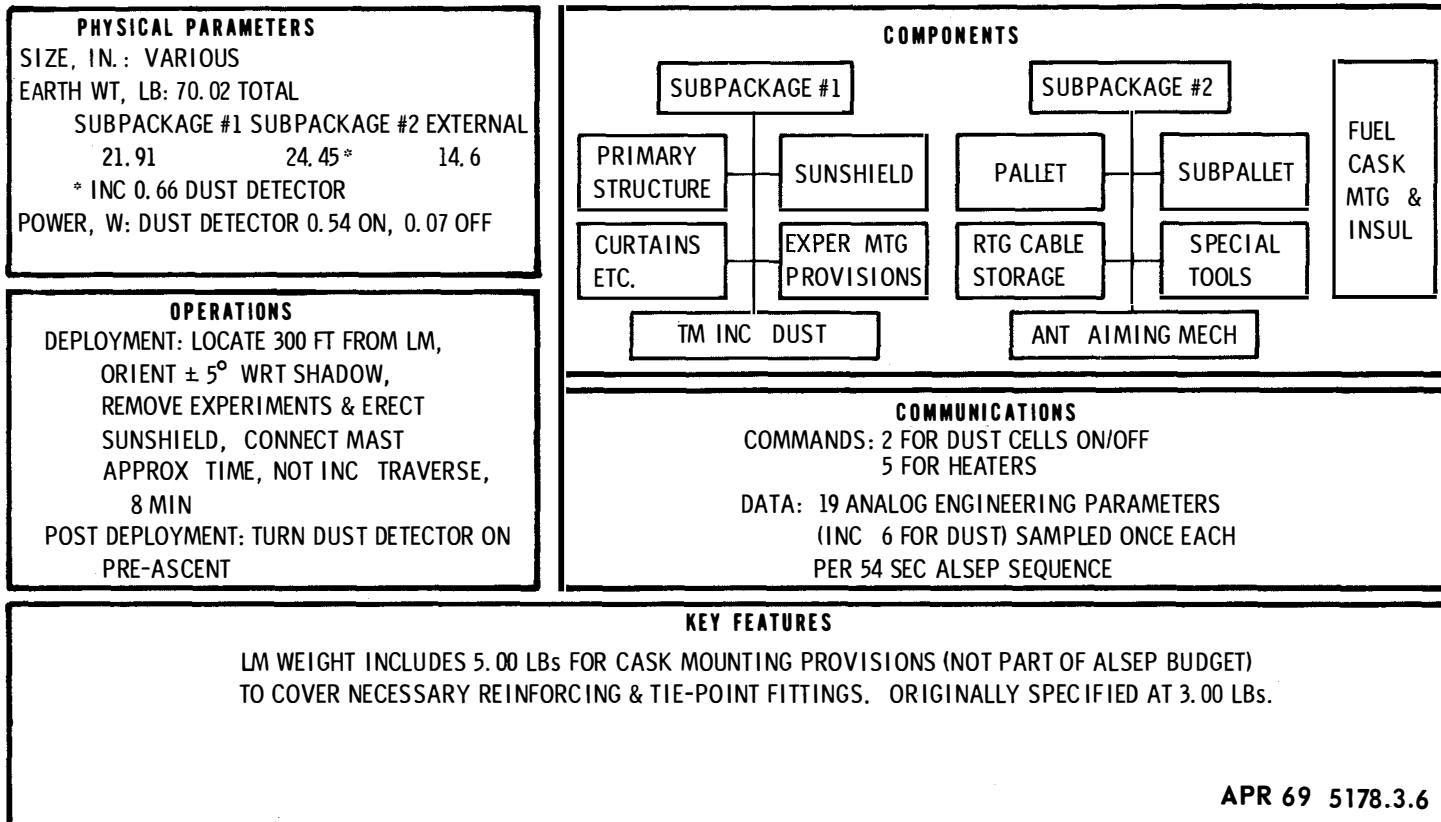 PHYSICAL PARAMETERS
SIZE, IN.: VARIOUS
EARTH WT, LB: 70.02 TOTAL
SUBPACKAGE #1 SUBPACKAGE #2 EXTERNAL
21.91 24.45* 14.6
* INC 0.66 DUST DETECTOR
POWER, W: DUST DETECTOR 0.54 ON, 0.07 OFF
OPERATIONS
DEPLOYMENT: LOCATE 300 FT FROM LM,
ORIENT ± 5° WRT SHADOW,
REMOVE EXPERIMENTS & ERECT
SUNSHIELD, CONNECT MAST
APPROX TIME, NOT INC TRAVERSE,
8 MIN
POST DEPLOYMENT: TURN DUST DETECTOR ON
PRE-ASCENT
COMPONENTS
SUBPACKAGE #1
PRIMARY
STRUCTURE
SUNSHIELD
CURTAINS
ETC.
EXPER MTG
PROVISIONS
TM INC DUST
SUBPACKAGE #2
PALLET
SUBPALLET
RTG CABLE
STORAGE
SPECIAL
TOOLS
ANT AIMING MECH
FUEL
CASK
MTG &
INSUL
COMMUNICATIONS
COMMANDS: 2 FOR DUST CELLS ON/OFF
5 FOR HEATERS
DATA: 19 ANALOG ENGINEERING PARAMETERS
(INC 6 FOR DUST) SAMPLED ONCE EACH
PER 54 SEC ALSEP SEQUENCE
KEY FEATURES
LM WEIGHT INCLUDES 5.00 LBs FOR CASK MOUNTING PROVISIONS (NOT PART OF ALSEP BUDGET)
TO COVER NECESSARY REINFORCING & TIE-POINT FITTINGS. ORIGINALLY SPECIFIED AT 3.00 LBs.
APR 69 5178.3.6